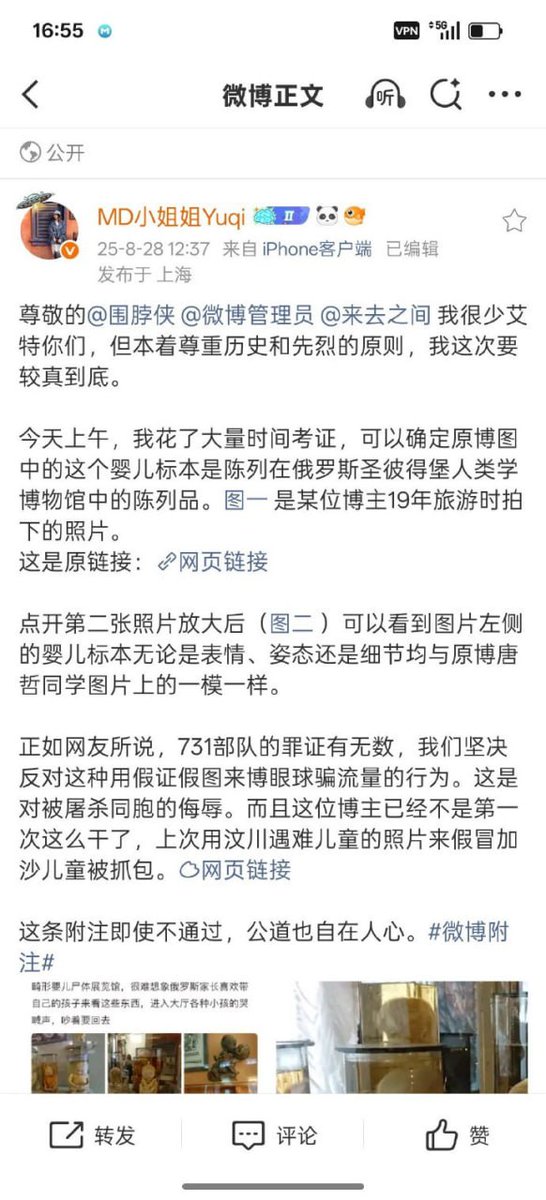 16:55
VPN
5G
微博正文
听
公开
MD小姐姐Yuqi
II
25-8-28 12:37 来自 iPhone客户端 已编辑
发布于 上海
尊敬的@围脖侠 @微博管理员 @来去之间 我很少艾
特你们，但本着尊重历史和先烈的原则，我这次要
较真到底。
今天上午，我花了大量时间考证，可以确定原博图
中的这个婴儿标本是陈列在俄罗斯圣彼得堡人类学
博物馆中的陈列品。图一 是某位博主19年旅游时拍
下的照片。
这是原链接：网页链接
点开第二张照片放大后（图二 ）可以看到图片左侧
的婴儿标本无论是表情、姿态还是细节均与原博唐
哲同学图片上的一模一样。
正如网友所说，731部队的罪证有无数，我们坚决
反对这种用假证假图来博眼球骗流量的行为。这是
对被屠杀同胞的侮辱。而且这位博主已经不是第一
次这么干了，上次用汶川遇难儿童的照片来假冒加
沙儿童被抓包。网页链接
这条附注即使不通过，公道也自在人心。#微博附
注#
畸形婴儿尸体展览馆，很难想象俄罗斯家长喜欢带
自己的孩子来看这些东西，进入大厅各种小孩的哭
喊声，吵着要回去
转发
评论
赞